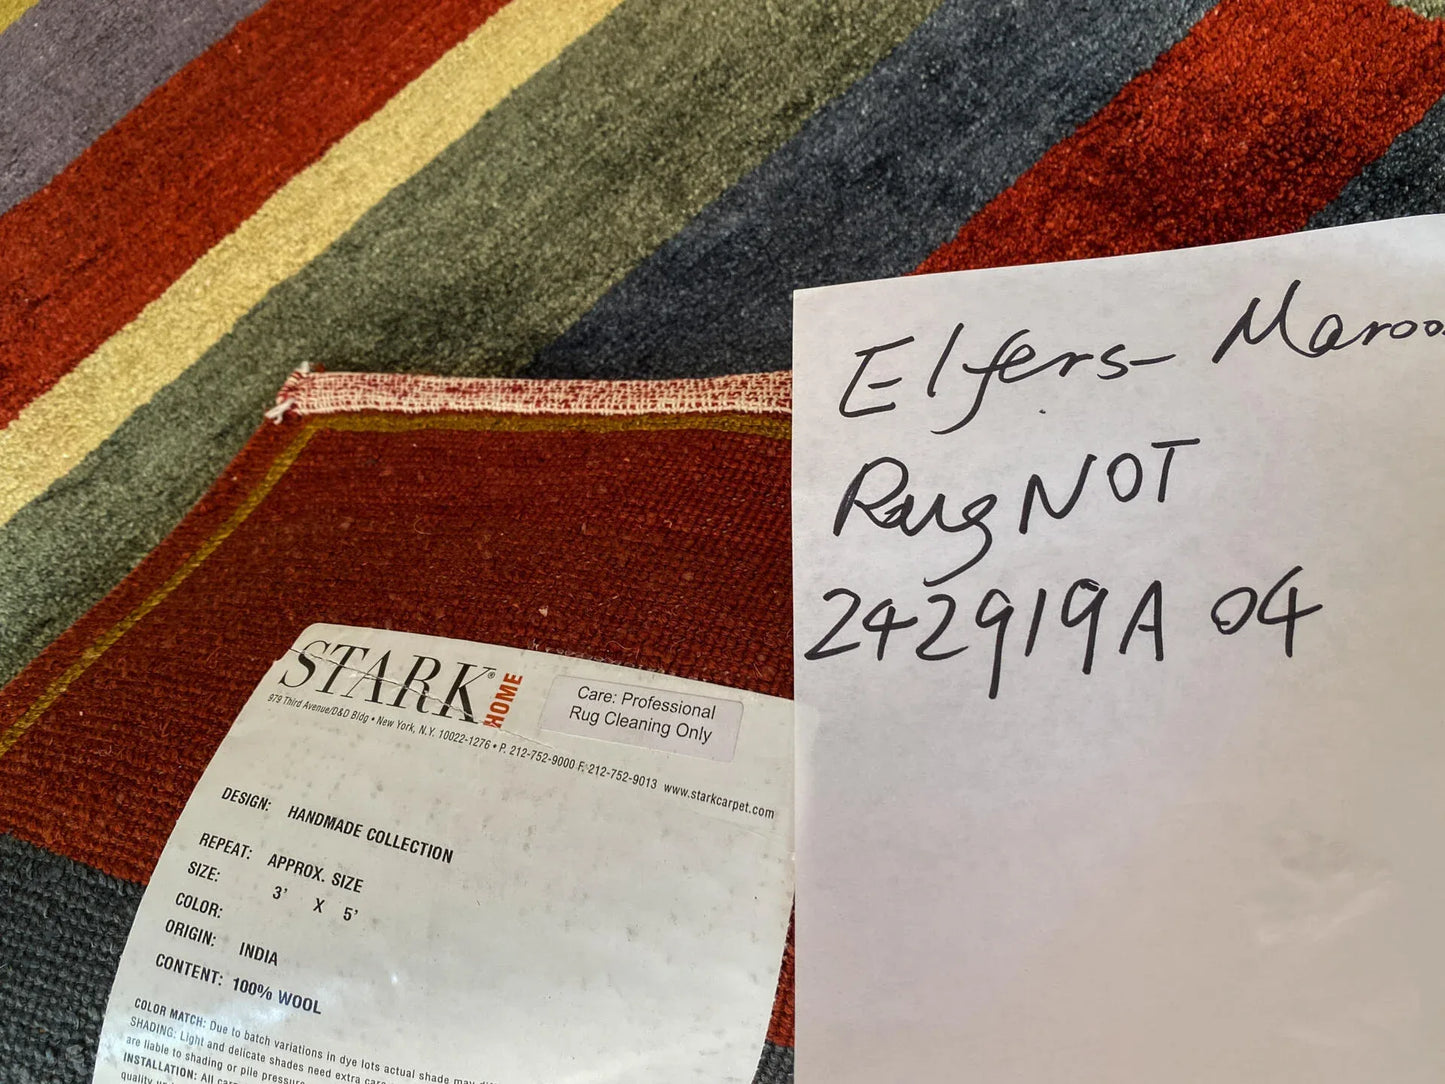 Elfers- Maroo
Rug NOT
242919A 04
STARK® HOME
979 Third Avenue/D&D Bldg • New York, N.Y. 10022-1276 • P. 212-752-9000 F. 212-752-9013 www.starkcarpet.com
Care: Professional
Rug Cleaning Only
DESIGN: HANDMADE COLLECTION
REPEAT: APPROX. SIZE
SIZE: 3' X 5'
COLOR:
ORIGIN: INDIA
CONTENT: 100% WOOL
COLOR MATCH: Due to batch variations in dye lots actual shade may
SHADING: Light and delicate shades need extra care
are liable to shading or pile pressure
INSTALLATION: All
quality